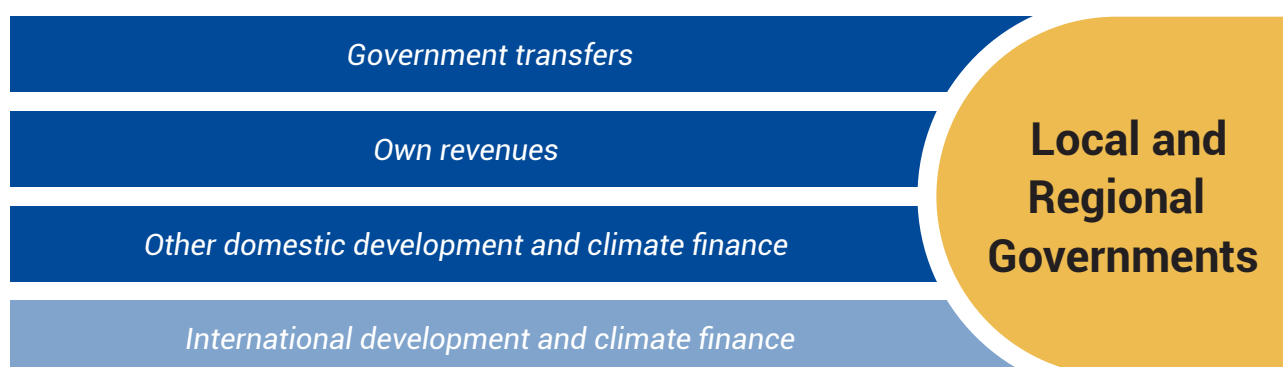 Government transfers
Own revenues
Other domestic development and climate finance
International development and climate finance
Local and
Regional
Governments